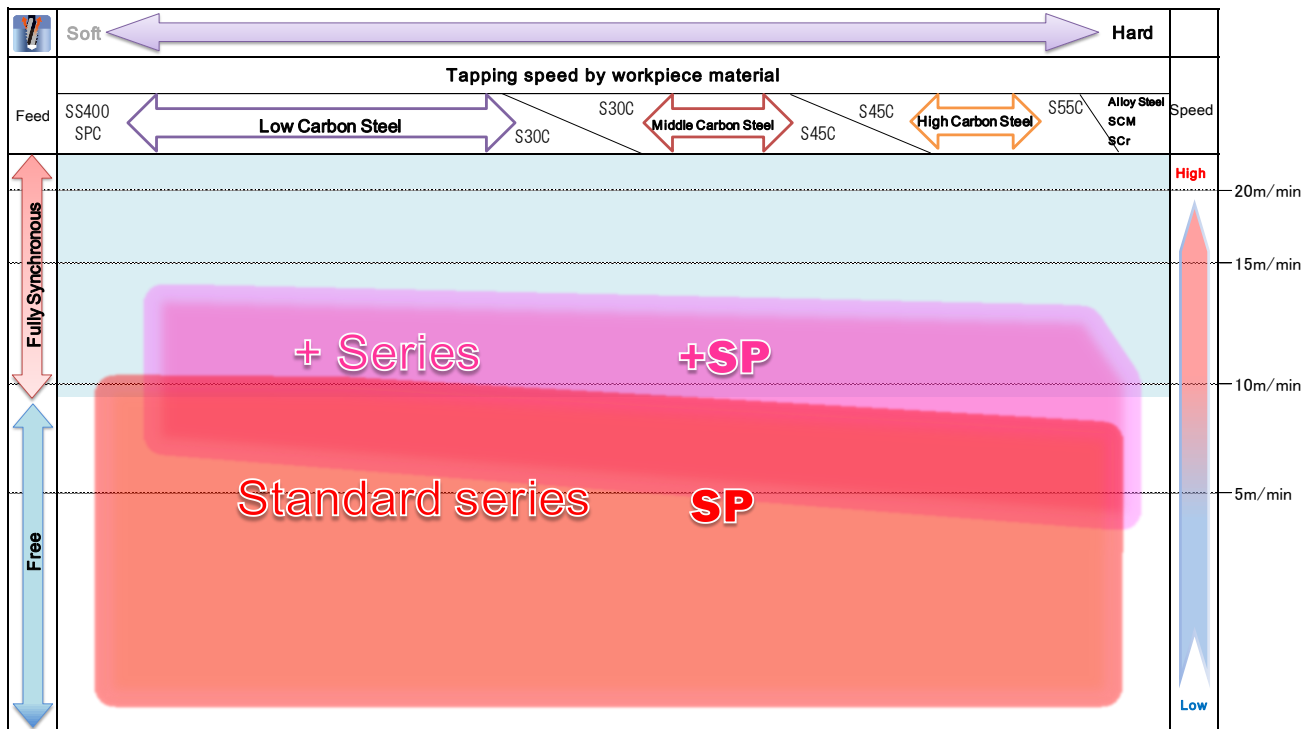 Soft
Hard
Tapping speed by workpiece material
Feed
SS400
SPC
Low Carbon Steel
S30C
S30C
Middle Carbon Steel
S45C
S45C
High Carbon Steel
S55C
Alloy Steel
SCM
SCr
Speed
Fully Synchronous
Free
High
20m/min
15m/min
10m/min
5m/min
Low
+ Series
+SP
Standard series
SP